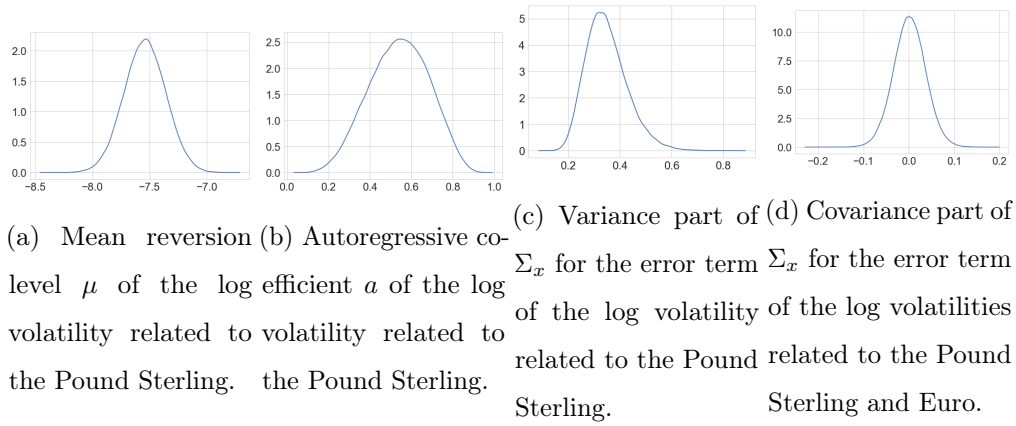 2.0
1.5
1.0
0.5
0.0
−8.5 −8.0 −7.5 −7.0
2.5
2.0
1.5
1.0
0.5
0.0
0.0 0.2 0.4 0.6 0.8 1.0
5
4
3
2
1
0
0.2 0.4 0.6 0.8
10.0
7.5
5.0
2.5
0.0
−0.2 −0.1 0.0 0.1 0.2
(a) Mean reversion
level μ of the log
volatility related to
the Pound Sterling.
(b) Autoregressive co-
efficient a of the log
volatility related to
the Pound Sterling.
(c) Variance part of
Σx for the error term
of the log volatility
related to the Pound
Sterling.
(d) Covariance part of
Σx for the error term
of the log volatilities
related to the Pound
Sterling and Euro.